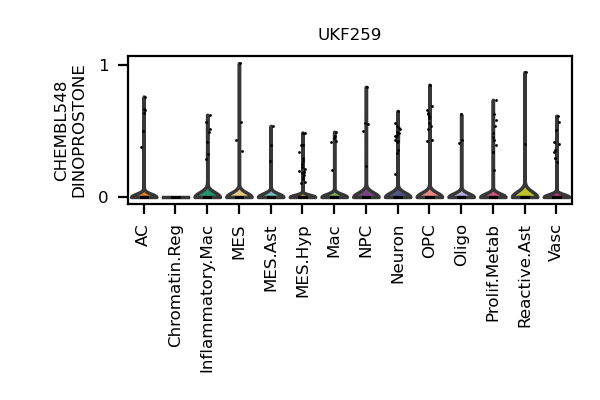 UKF259
CHEMBL548
DINOPROSTONE
1
0
AC
Chromatin.Reg
Inflammatory.Mac
MES
MES.Ast
MES.Hyp
Mac
NPC
Neuron
OPC
Oligo
Prolif.Metab
Reactive.Ast
Vasc